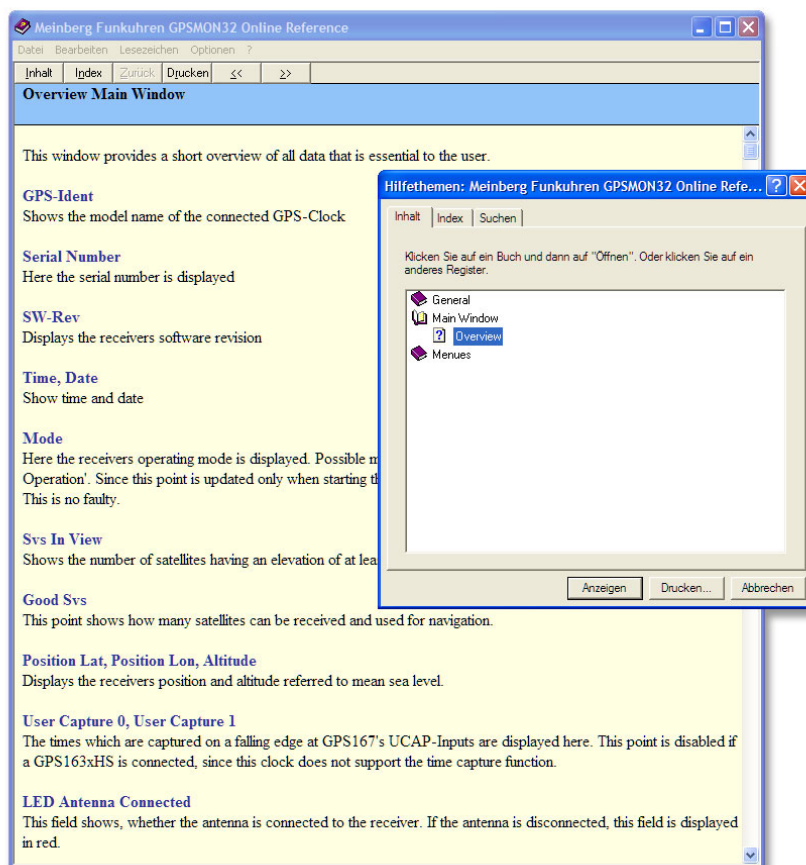 Meinberg Funkuhren GPSMON32 Online Reference
Datei Bearbeiten Lesezeichen Optionen ?
Inhalt Index Zurück Drucken << >>
Overview Main Window
This window provides a short overview of all data that is essential to the user.
GPS-Ident
Shows the model name of the connected GPS-Clock
Serial Number
Here the serial number is displayed
SW-Rev
Displays the receivers software revision
Time, Date
Show time and date
Mode
Here the receivers operating mode is displayed. Possible
Operation'. Since this point is updated only when starting
This is no faulty.
Svs In View
Shows the number of satellites having an elevation of at
Good Svs
This point shows how many satellites can be received and used for navigation.
Position Lat, Position Lon, Altitude
Displays the receivers position and altitude referred to mean sea level.
User Capture 0, User Capture 1
The times which are captured on a falling edge at GPS167's UCAP-Inputs are displayed here. This point is disabled if
a GPS163xHS is connected, since this clock does not support the time capture function.
LED Antenna Connected
This field shows, whether the antenna is connected to the receiver. If the antenna is disconnected, this field is displayed
in red.
Hilfethemen: Meinberg Funkuhren GPSMON32 Online Refe...
Inhalt Index Suchen
Klicken Sie auf ein Buch und dann auf "Öffnen". Oder klicken Sie auf ein
anderes Register.
General
Main Window
Overview
Menues
Anzeigen Drucken... Abbrechen